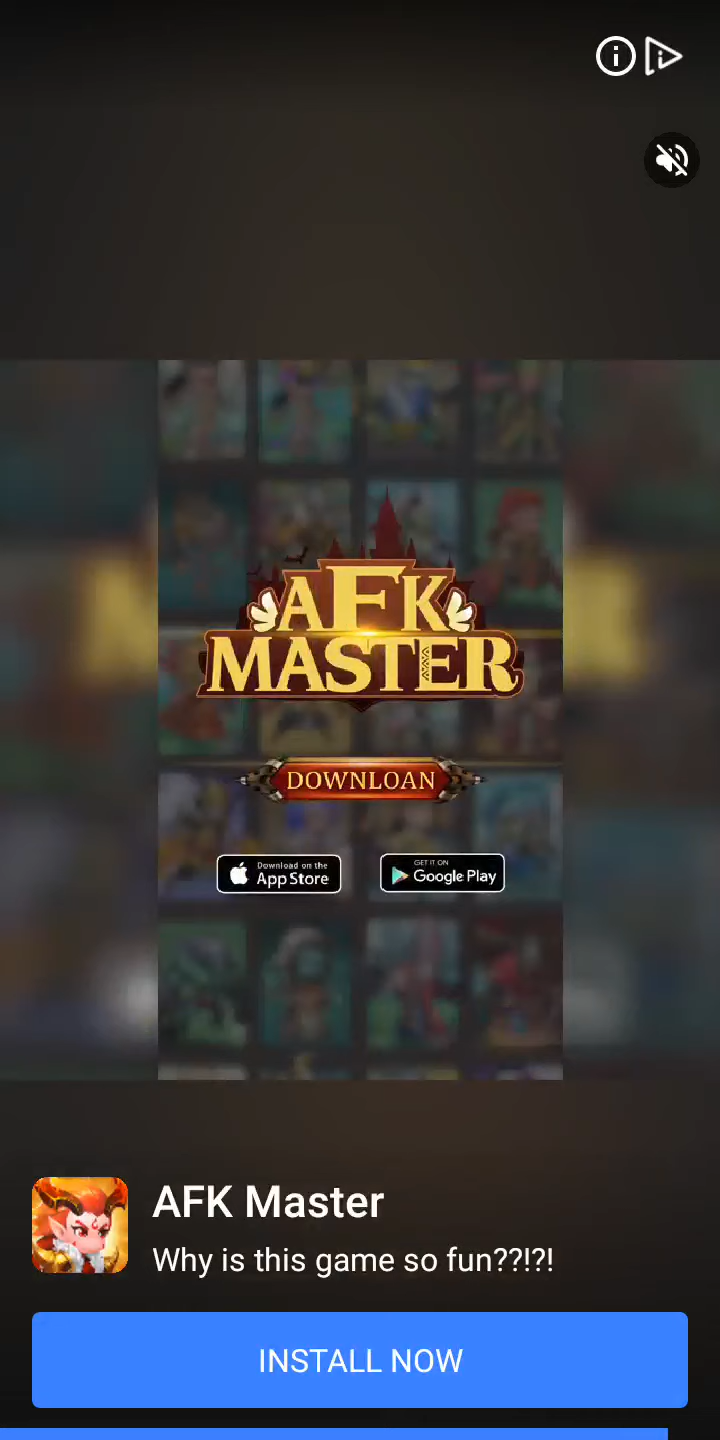 AFK
MASTER
DOWNLOAN
Download on the
App Store
GET IT ON
Google Play
AFK Master
Why is this game so fun??!?!
INSTALL NOW